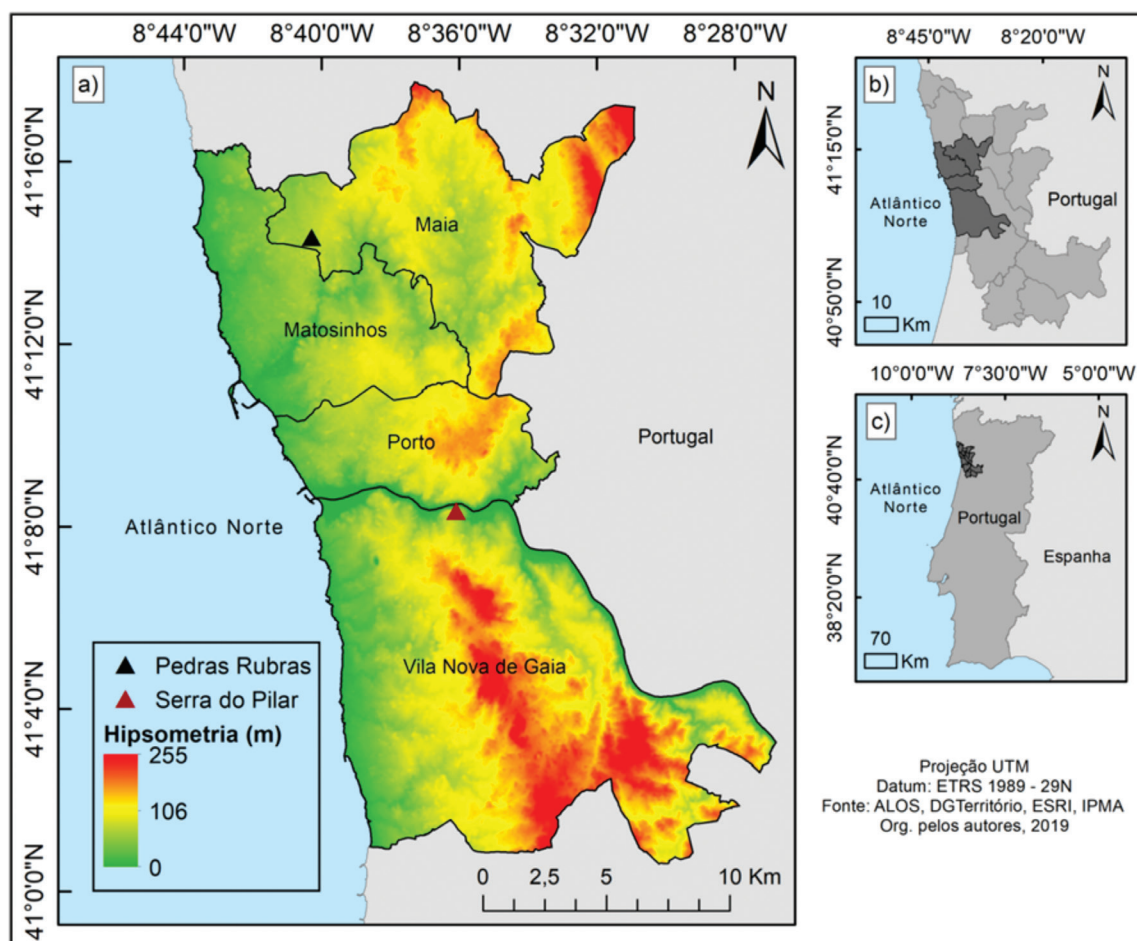 8°44'0"W 8°40'0"W 8°36'0"W 8°32'0"W 8°28'0"W
a)
N
41°16'0"N
41°12'0"N
41°8'0"N
41°4'0"N
41°0'0"N
Maia
Matosinhos
Porto
Portugal
Atlântico Norte
Vila Nova de Gaia
Pedras Rubras
Serra do Pilar
Hipsometria (m)
255
106
0
0 2,5 5 10 Km
8°45'0"W 8°20'0"W
b)
N
41°15'0"N
40°50'0"N
Atlântico
Norte
Portugal
10
Km
10°0'0"W 7°30'0"W 5°0'0"W
c)
N
40°40'0"N
38°20'0"N
Atlântico
Norte
Portugal
Espanha
70
Km
Projeção UTM
Datum: ETRS 1989 - 29N
Fonte: ALOS, DGTerritório, ESRI, IPMA
Org. pelos autores, 2019